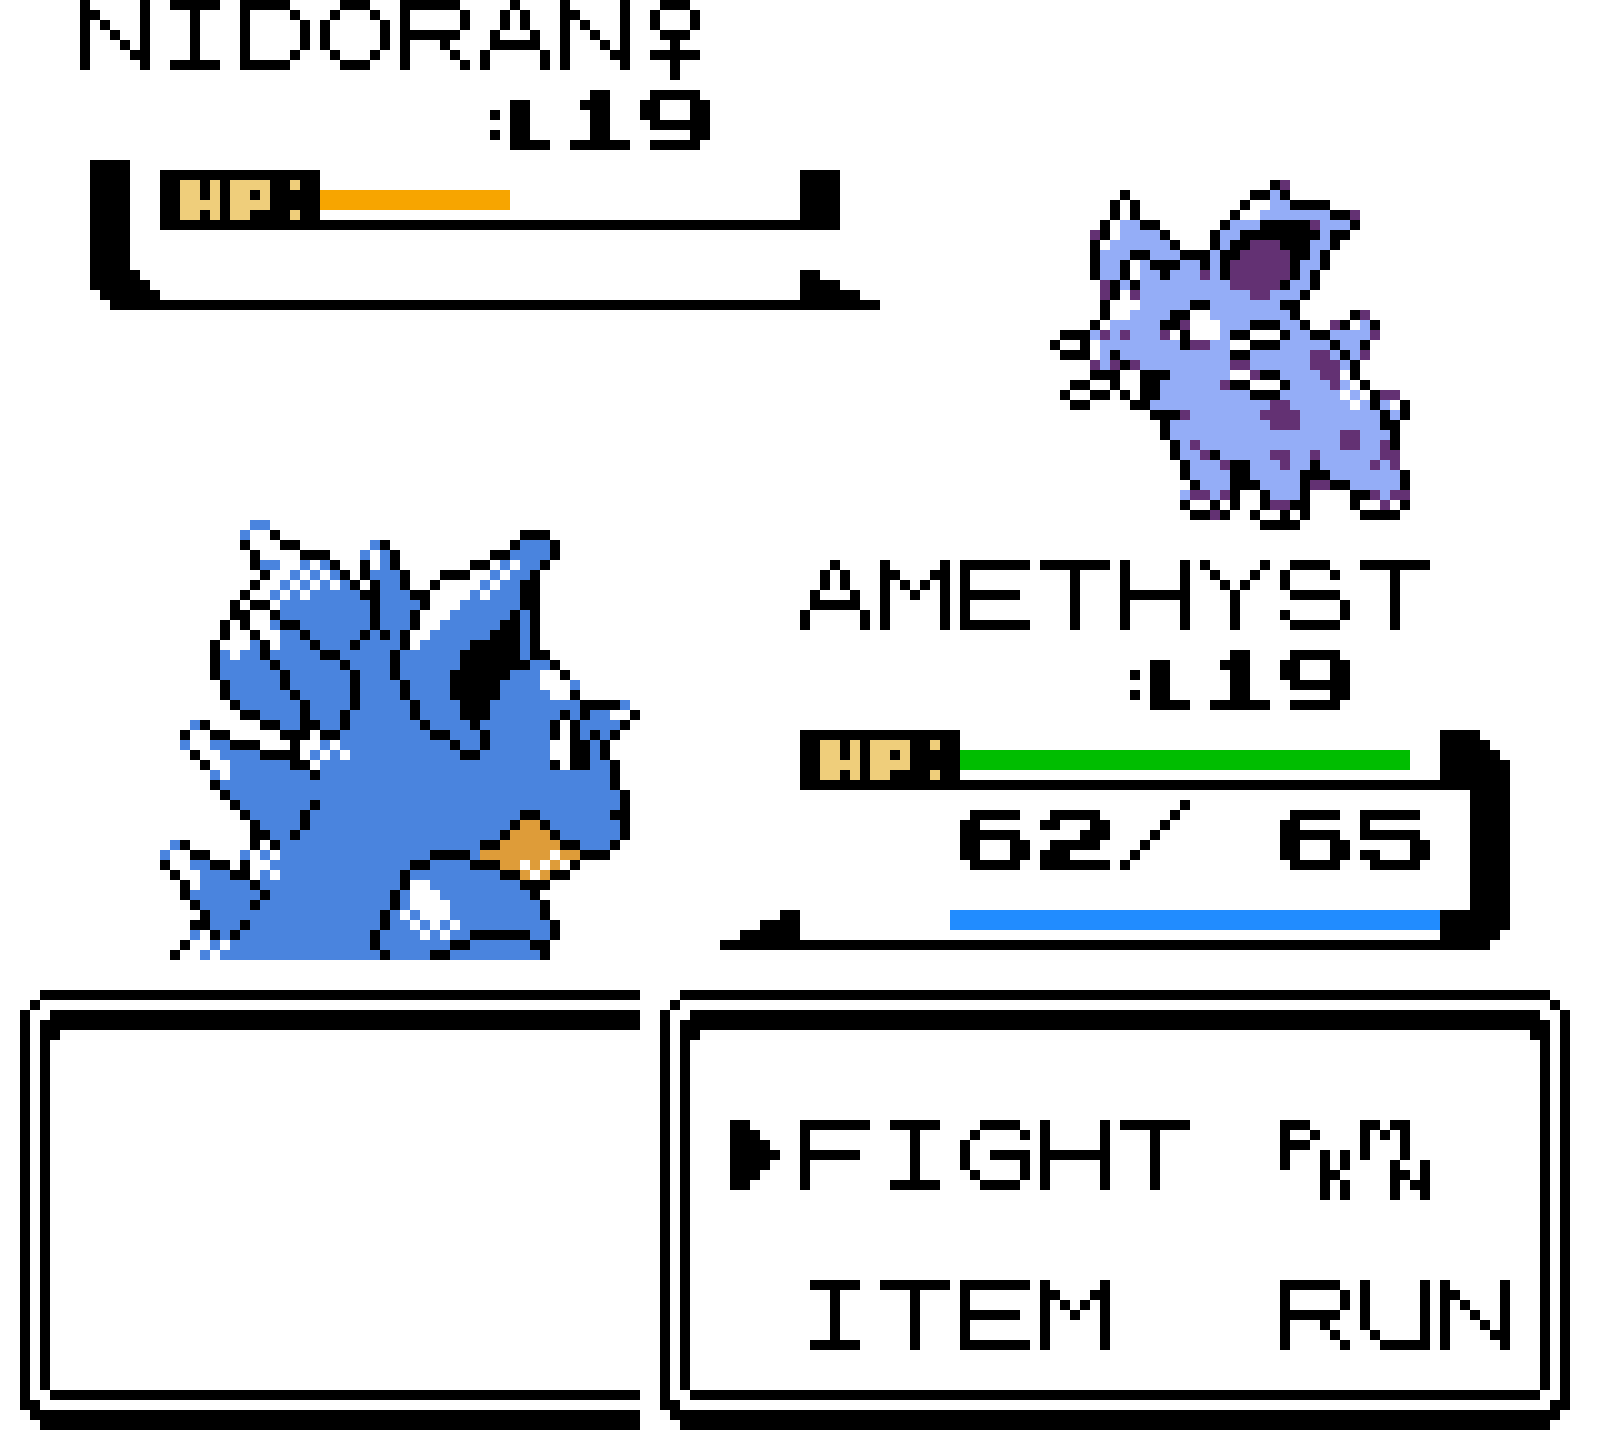 NIDORAN♀
:L19
HP:
AMETHYST
:L19
HP:
62/ 65
▶FIGHT PKMN
ITEM RUN